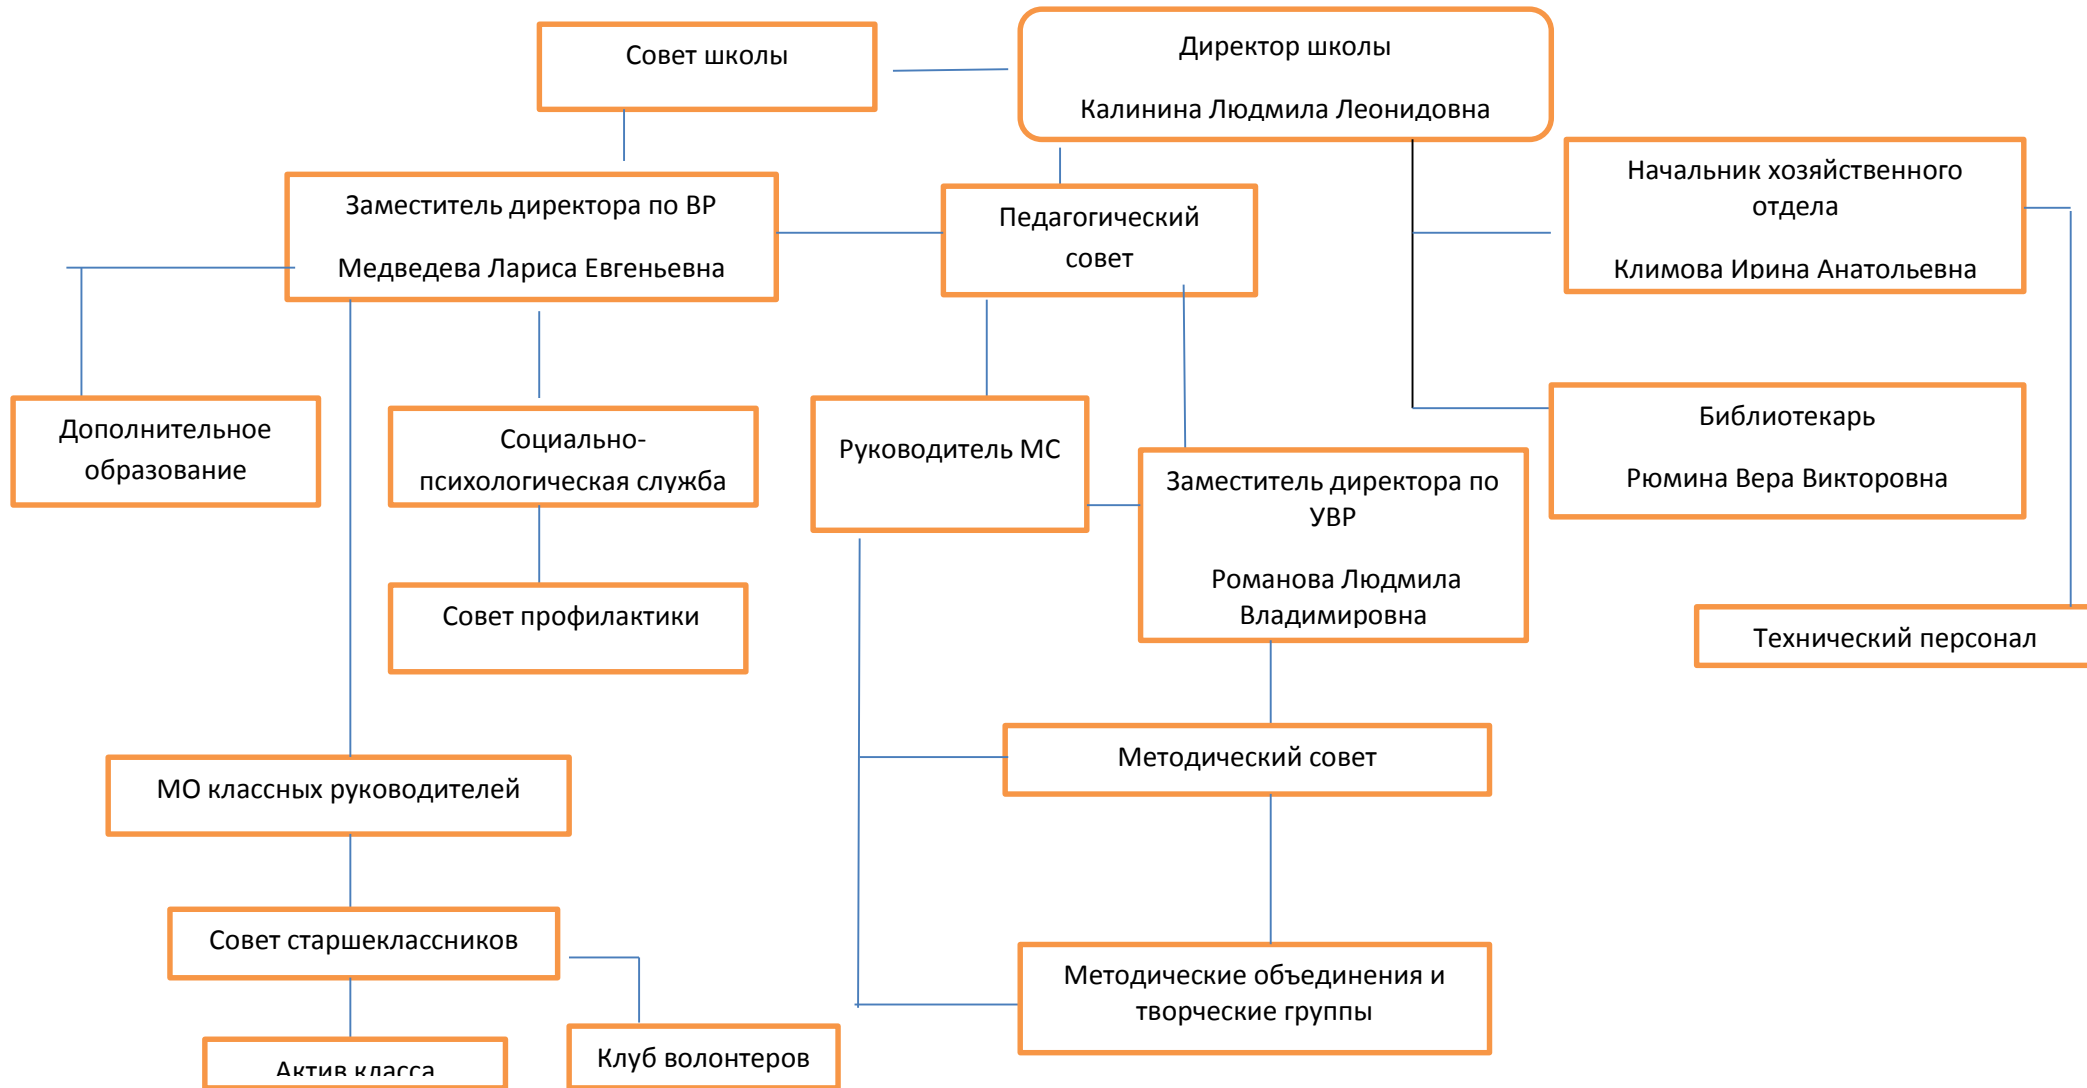 Совет школы
Директор школы
Калинина Людмила Леонидовна
Заместитель директора по ВР
Медведева Лариса Евгеньевна
Педагогический
совет
Начальник хозяйственного
отдела
Климова Ирина Анатольевна
Дополнительное
образование
Социально-
психологическая служба
Руководитель МС
Заместитель директора по
УВР
Романова Людмила
Владимировна
Библиотекарь
Рюмина Вера Викторовна
Совет профилактики
Технический персонал
МО классных руководителей
Методический совет
Совет старшеклассников
Методические объединения и
творческие группы
Актив класса
Клуб волонтеров